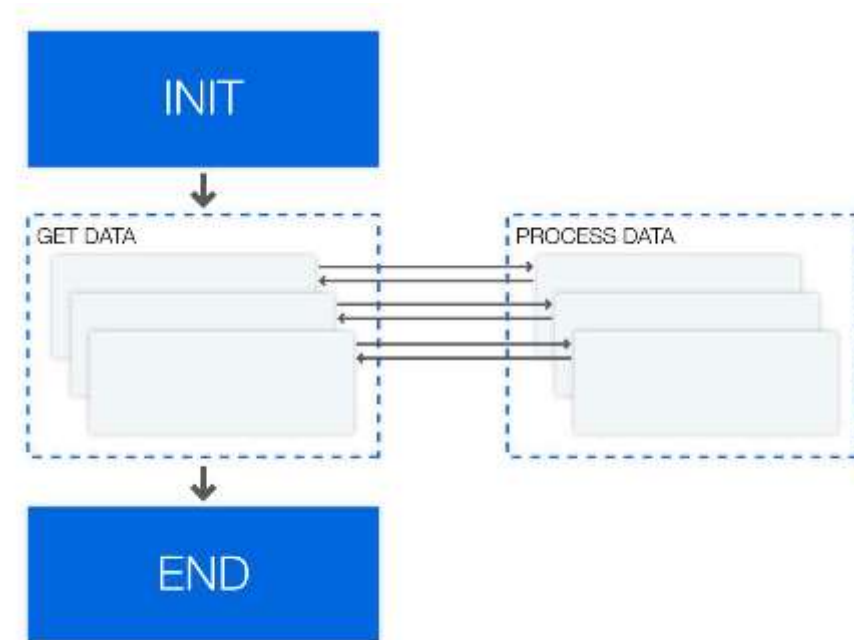 INIT
GET DATA
PROCESS DATA
END